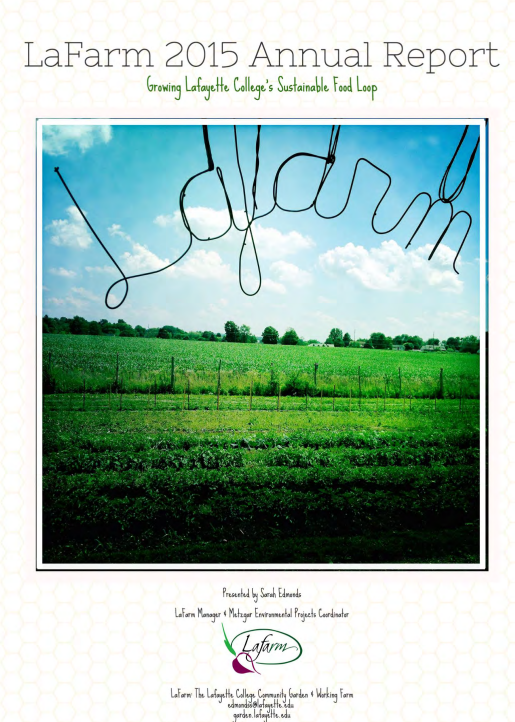 LaFarm 2015 Annual Report
Growing Lafayette College's Sustainable Food Loop
Lafarm
Presented by Sarah Edmonds
LaFarm Manager & Metzgar Environmental Projects Coordinator
Lafarm
LaFarm: The Lafayette College Community Garden & Working Farm
edmondss@lafayette.edu
garden.lafayette.edu